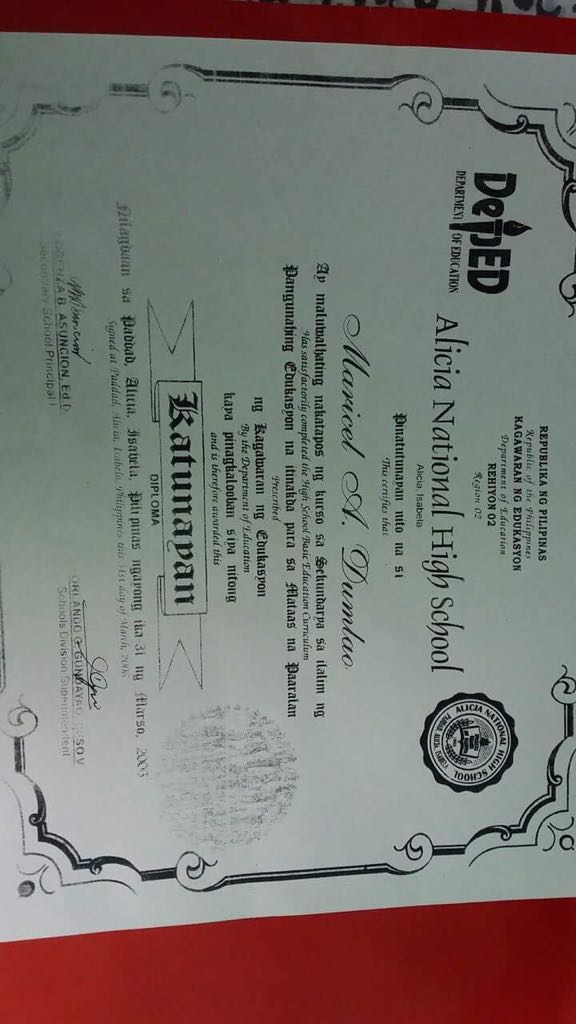 DepED
DEPARTMENT OF EDUCATION
REPUBLIKA NG PILIPINAS
Republic of the Philippines
KAGAWARAN NG EDUKASYON
Department of Education
REHIYON 02
Region 02
Alicia National High School
Alicia Isabela
ALICIA NATIONAL HIGH SCHOOL
Pinatutunayan nito na si
This certifies that
Maricel A. Dumlao
Ay matuwalhating nakatapos ng kurso sa Sekundarya sa ilalim ng
Has satisfactorily completed the High School Basic Education Curriculum
Pangunahing Edukasyon na itinakda para sa Mataas na Paaralan
Prescribed
ng Kagawaran ng Edukasyon
By the Department of Education
kaya pinagkalooban siya nitong
and is therefore awarded this
Katunayan
DIPLOMA
Nilagdaan sa Paddad, Alicia, Isabela, Pilipinas ngayong ika-31 ng Marso, 2006
Signed at Paddad, Alicia, Isabela, Philippines this 31st day of March, 2006
B. ASUNCION, Ed.D.
Secondary School Principal I
ORLANDO G. GUNDAYAO,
Schools Division Superintendent